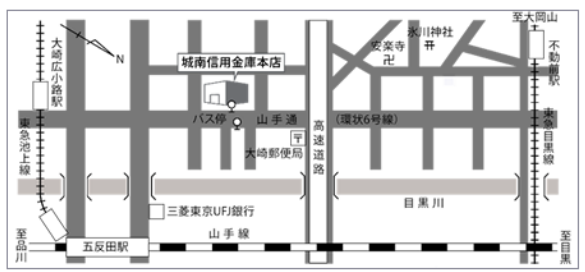 至大岡山
氷川神社
安楽寺
卍
不動前駅
大崎広小路駅
N
城南信用金庫本店
バス停
山手通
(環状6号線)
〒
大崎郵便局
高速道路
東急池上線
東急目黒線
目黒川
三菱東京UFJ銀行
山手線
五反田駅
至品川
至目黒